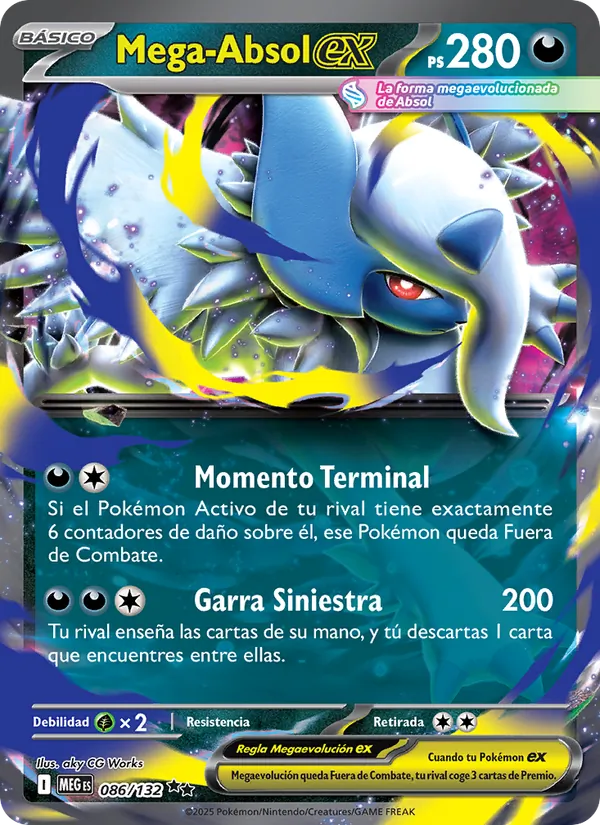 BÁSICO
Mega-Absol ex
PS 280
La forma megaevolucionada
de Absol
Momento Terminal
Si el Pokémon Activo de tu rival tiene exactamente
6 contadores de daño sobre él, ese Pokémon queda Fuera
de Combate.
Garra Siniestra 200
Tu rival enseña las cartas de su mano, y tú descartas 1 carta
que encuentres entre ellas.
Debilidad × 2 Resistencia Retirada
Regla Megaevolución ex Cuando tu Pokémon ex
Megaevolución queda Fuera de Combate, tu rival coge 3 cartas de Premio.
Ilus. aky CG Works
I MEG ES 086/132 ★★
©2025 Pokémon/Nintendo/Creatures/GAME FREAK